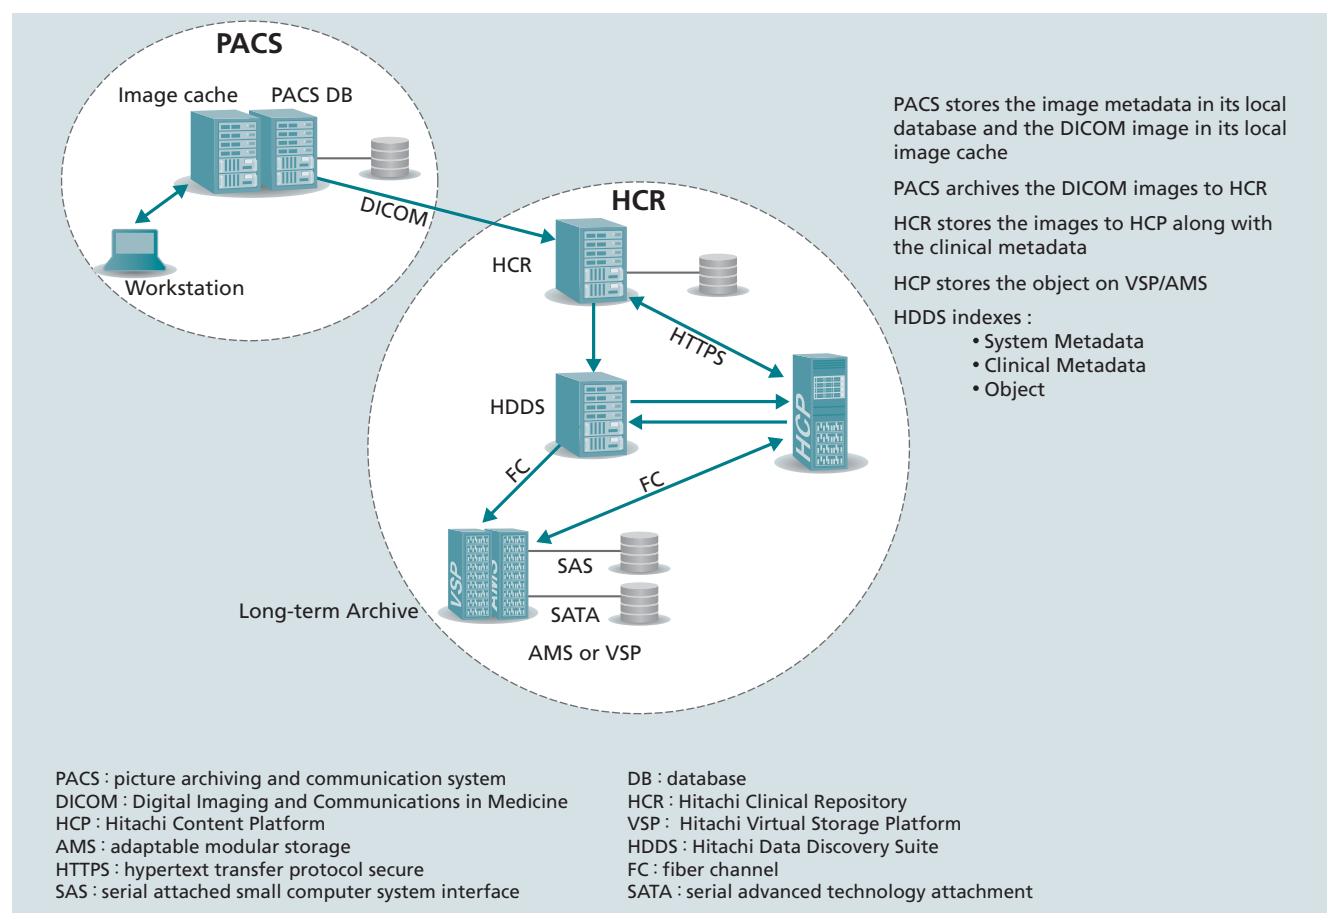 PACS
Image cache
PACS DB
DICOM
Workstation
HCR
HCR
HTTPS
HDDS
HCP
FC
FC
VSP
AMS
SAS
SATA
Long-term Archive
AMS or VSP
PACS stores the image metadata in its local
database and the DICOM image in its local
image cache
PACS archives the DICOM images to HCR
HCR stores the images to HCP along with
the clinical metadata
HCP stores the object on VSP/AMS
HDDS indexes :
• System Metadata
• Clinical Metadata
• Object
PACS : picture archiving and communication system
DICOM : Digital Imaging and Communications in Medicine
HCP : Hitachi Content Platform
AMS : adaptable modular storage
HTTPS : hypertext transfer protocol secure
SAS : serial attached small computer system interface
DB : database
HCR : Hitachi Clinical Repository
VSP : Hitachi Virtual Storage Platform
HDDS : Hitachi Data Discovery Suite
FC : fiber channel
SATA : serial advanced technology attachment